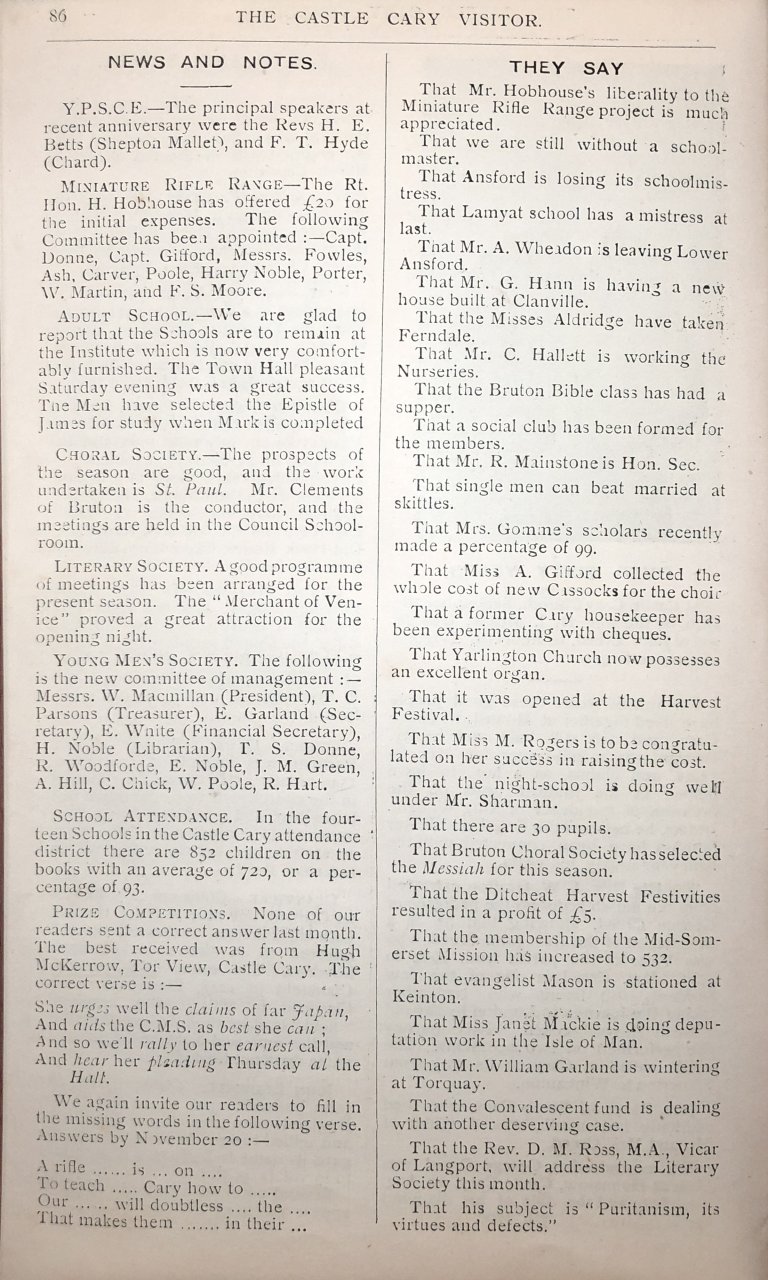 86
THE CASTLE CARY VISITOR.
NEWS AND NOTES.
Y.P.S.C.E.—The principal speakers at
recent anniversary were the Revs H. E.
Betts (Shepton Mallet), and F. T. Hyde
(Chard).
MINIATURE RIFLE RANGE—The Rt.
Hon. H. Hobhouse has offered £20 for
the initial expenses. The following
Committee has been appointed :—Capt.
Donne, Capt. Gifford, Messrs. Fowles,
Ash, Carver, Poole, Harry Noble, Porter,
W. Martin, and F. S. Moore.
ADULT SCHOOL.—We are glad to
report that the Schools are to remain at
the Institute which is now very comfort-
ably furnished. The Town Hall pleasant
Saturday evening was a great success.
The Men have selected the Epistle of
James for study when Mark is completed
CHORAL SOCIETY.—The prospects of
the season are good, and the work
undertaken is St. Paul. Mr. Clements
of Bruton is the conductor, and the
meetings are held in the Council School-
room.
LITERARY SOCIETY. A good programme
of meetings has been arranged for the
present season. The "Merchant of Ven-
ice" proved a great attraction for the
opening night.
YOUNG MEN'S SOCIETY. The following
is the new committee of management :—
Messrs. W. Macmillan (President), T. C.
Parsons (Treasurer), E. Garland (Sec-
retary), E. White (Financial Secretary),
H. Noble (Librarian), T. S. Donne,
R. Woodforde, E. Noble, J. M. Green,
A. Hill, C. Chick, W. Poole, R. Hart.
SCHOOL ATTENDANCE. In the four-
teen Schools in the Castle Cary attendance
district there are 852 children on the
books with an average of 720, or a per-
centage of 93.
PRIZE COMPETITIONS. None of our
readers sent a correct answer last month.
The best received was from Hugh
McKerrow, Tor View, Castle Cary. The
correct verse is :—
She urges well the claims of far Japan,
And aids the C.M.S. as best she can ;
And so we'll rally to her earnest call,
And hear her pleading Thursday at the
Hall.
We again invite our readers to fill in
the missing words in the following verse.
Answers by November 20 :—
A rifle ...... is ... on ....
To teach ..... Cary how to .....
Our ... .. will doubtless .... the ....
That makes them ....... in their ...
THEY SAY
That Mr. Hobhouse's liberality to the
Miniature Rifle Range project is much
appreciated.
That we are still without a school-
master.
That Ansford is losing its schoolmis-
tress.
That Lamyat school has a mistress at
last.
That Mr. A. Wheadon is leaving Lower
Ansford.
That Mr. G. Hann is having a new
house built at Clanville.
That the Misses Aldridge have taken
Ferndale.
That Mr. C. Hallett is working the
Nurseries.
That the Bruton Bible class has had a
supper.
That a social club has been formed for
the members.
That Mr. R. Mainstone is Hon. Sec.
That single men can beat married at
skittles.
That Mrs. Gomme's scholars recently
made a percentage of 99.
That Miss A. Gifford collected the
whole cost of new Cassocks for the choir
That a former Cary housekeeper has
been experimenting with cheques.
That Yarlington Church now possesses
an excellent organ.
That it was opened at the Harvest
Festival.
That Miss M. Rogers is to be congratu-
lated on her success in raising the cost.
That the night-school is doing well
under Mr. Sharman.
That there are 30 pupils.
That Bruton Choral Society has selected
the Messiah for this season.
That the Ditcheat Harvest Festivities
resulted in a profit of £5.
That the membership of the Mid-Som-
erset Mission has increased to 532.
That evangelist Mason is stationed at
Keinton.
That Miss Janet Mackie is doing depu-
tation work in the Isle of Man.
That Mr. William Garland is wintering
at Torquay.
That the Convalescent fund is dealing
with another deserving case.
That the Rev. D. M. Ross, M.A., Vicar
of Langport, will address the Literary
Society this month.
That his subject is "Puritanism, its
virtues and defects."